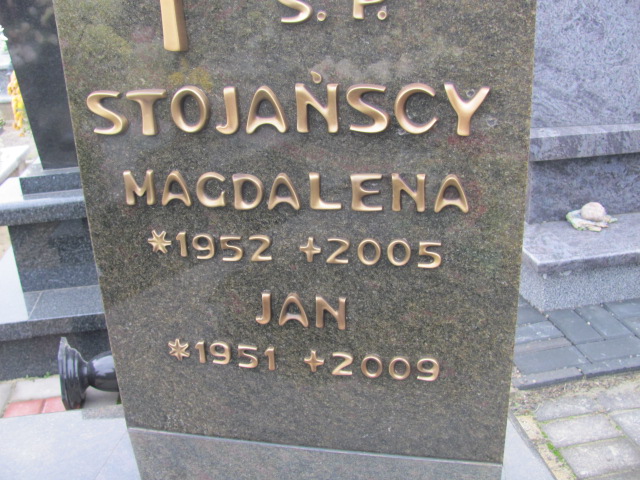 Ś. P.
STOJAŃSCY
MAGDALENA
*1952 +2005
JAN
*1951 +2009